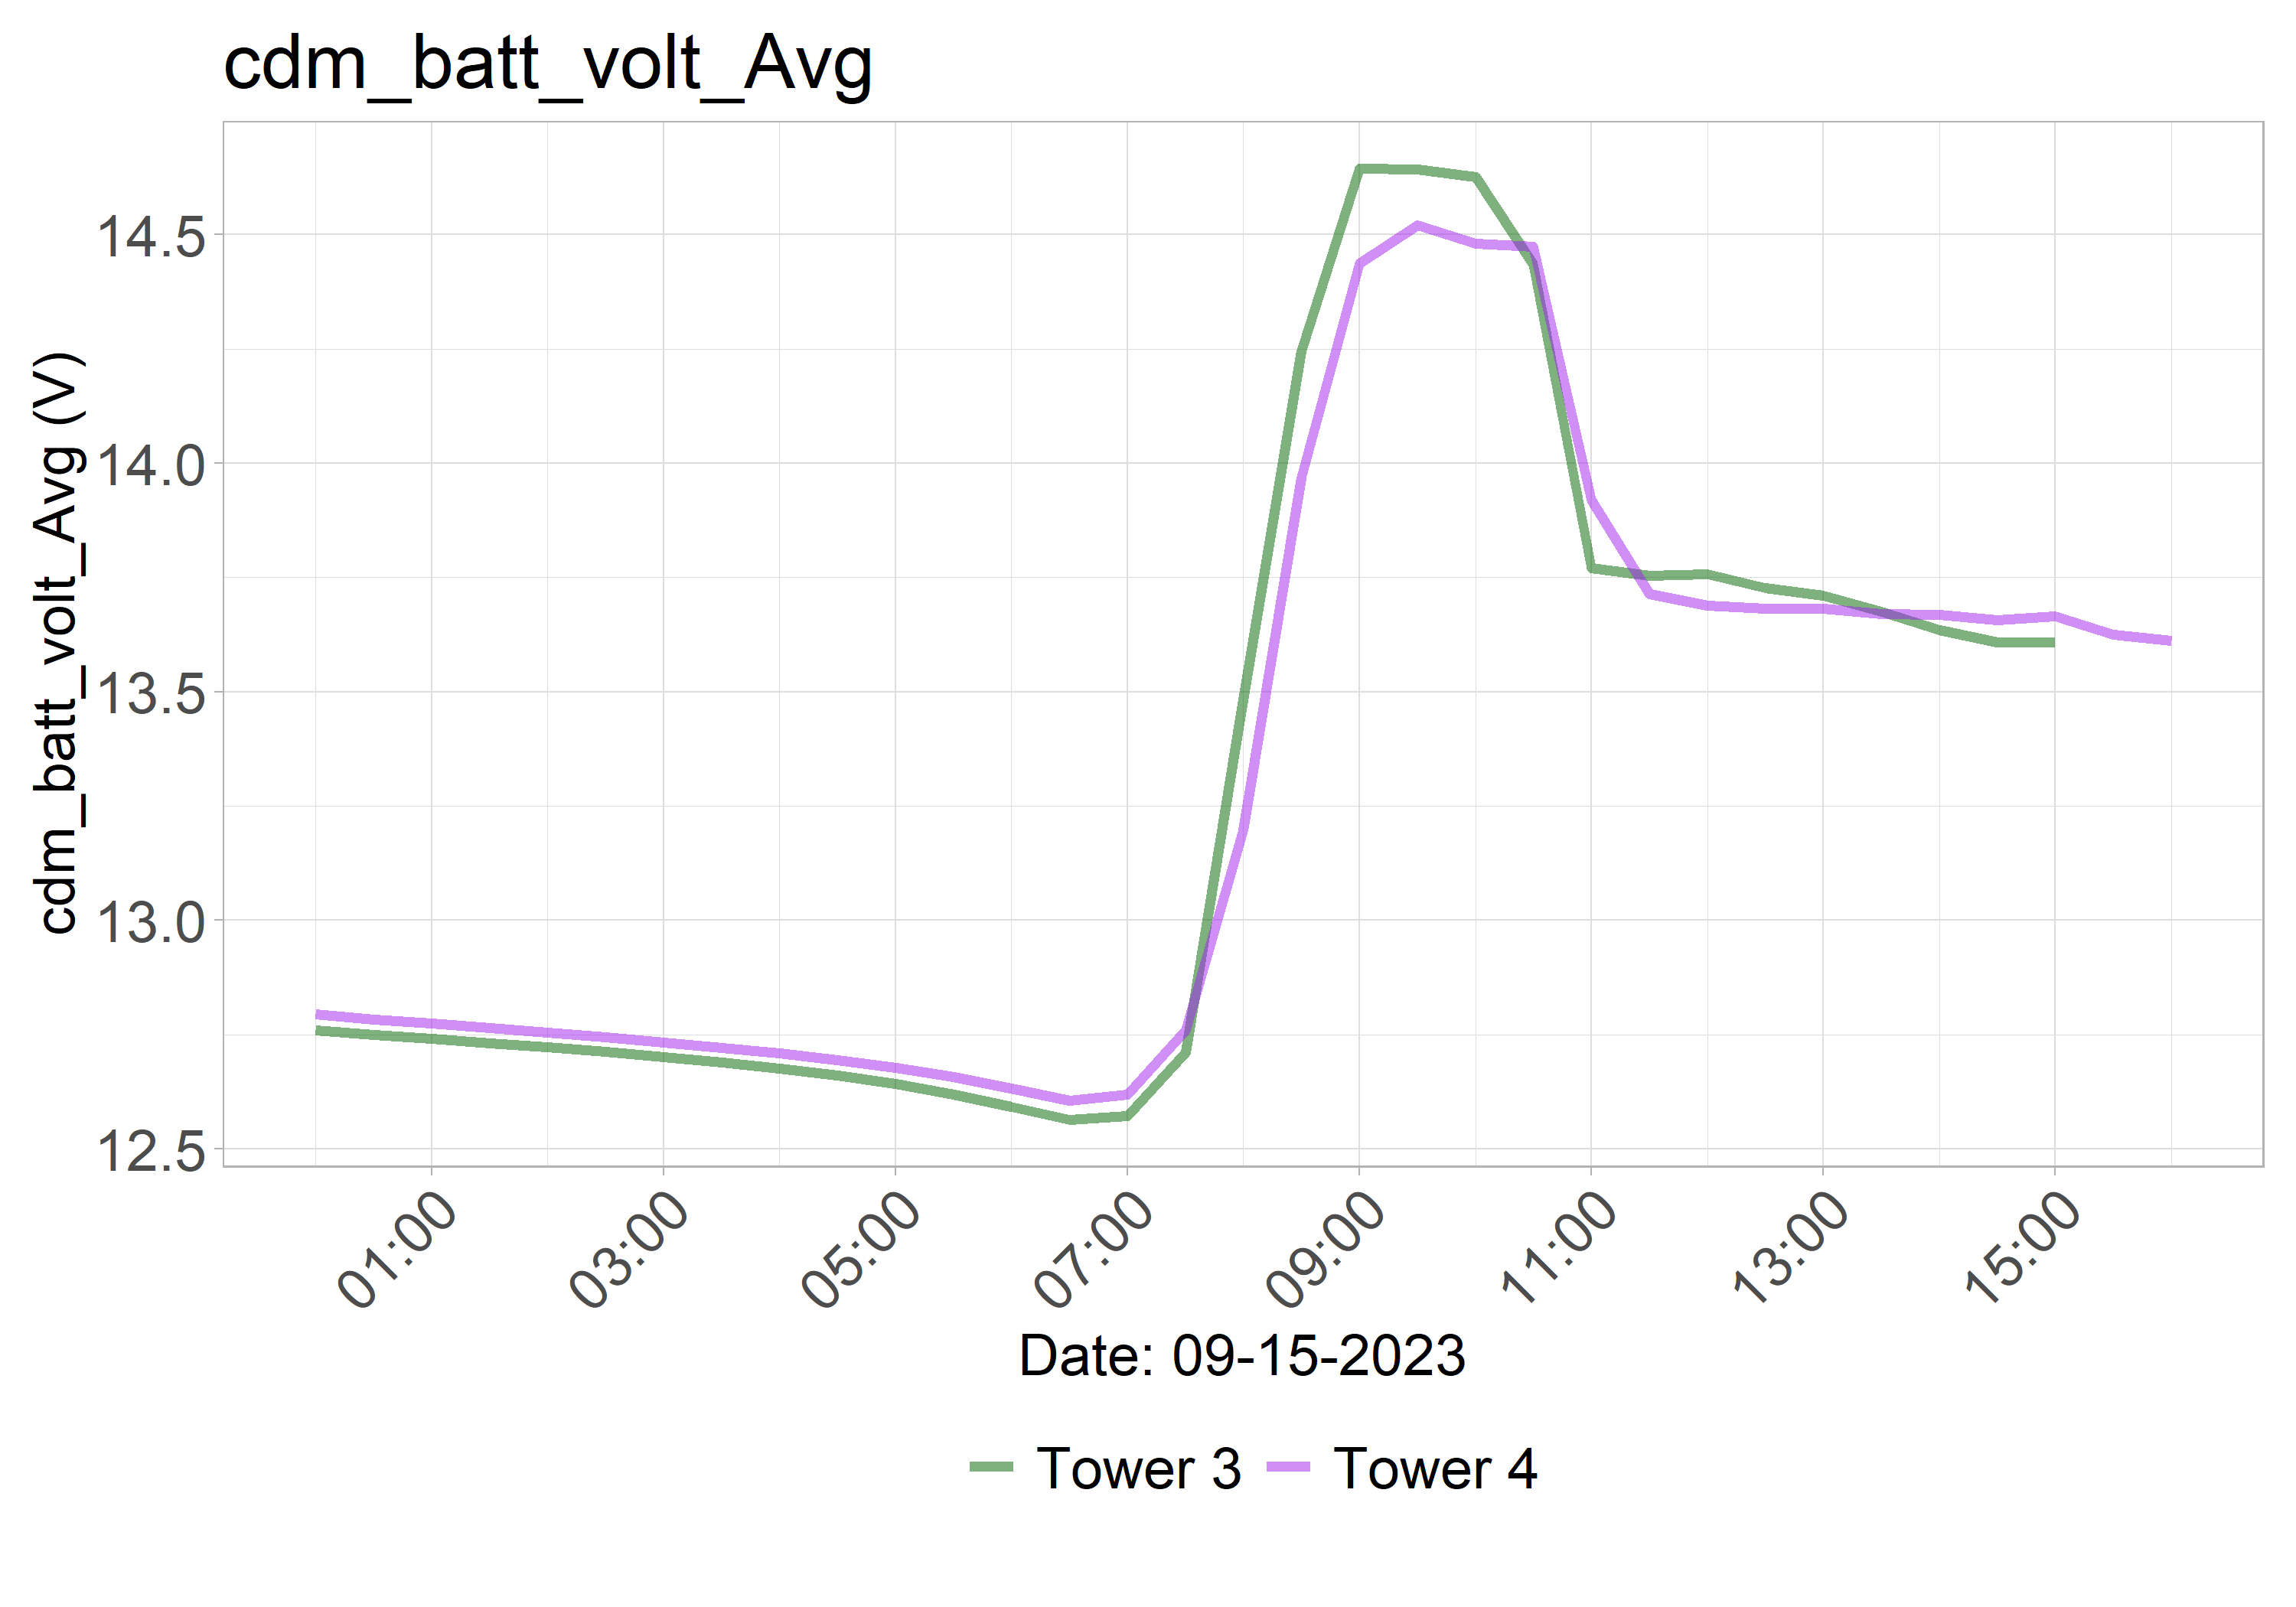 cdm_batt_volt_Avg
cdm_batt_volt_Avg (V)
14.5
14.0
13.5
13.0
12.5
01:00
03:00
05:00
07:00
09:00
11:00
13:00
15:00
Date: 09-15-2023
Tower 3
Tower 4